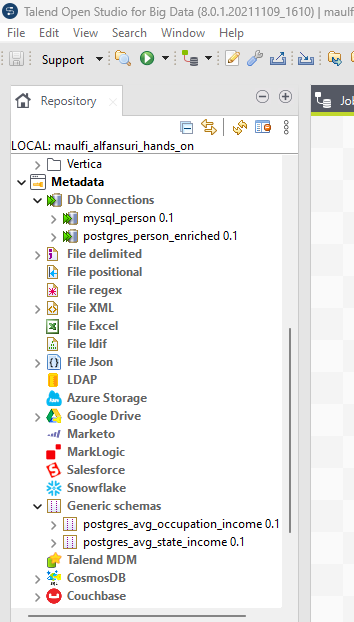 Talend Open Studio for Big Data (8.0.1.20211109_1610) | maulf
File Edit View Search Window Help
Support
Repository
Jo
LOCAL: maulfi_alfansuri_hands_on
Vertica
Metadata
Db Connections
mysql_person 0.1
postgres_person_enriched 0.1
File delimited
File positional
File regex
File XML
File Excel
File ldif
File Json
LDAP
Azure Storage
Google Drive
Marketo
MarkLogic
Salesforce
Snowflake
Generic schemas
postgres_avg_occupation_income 0.1
postgres_avg_state_income 0.1
Talend MDM
CosmosDB
Couchbase